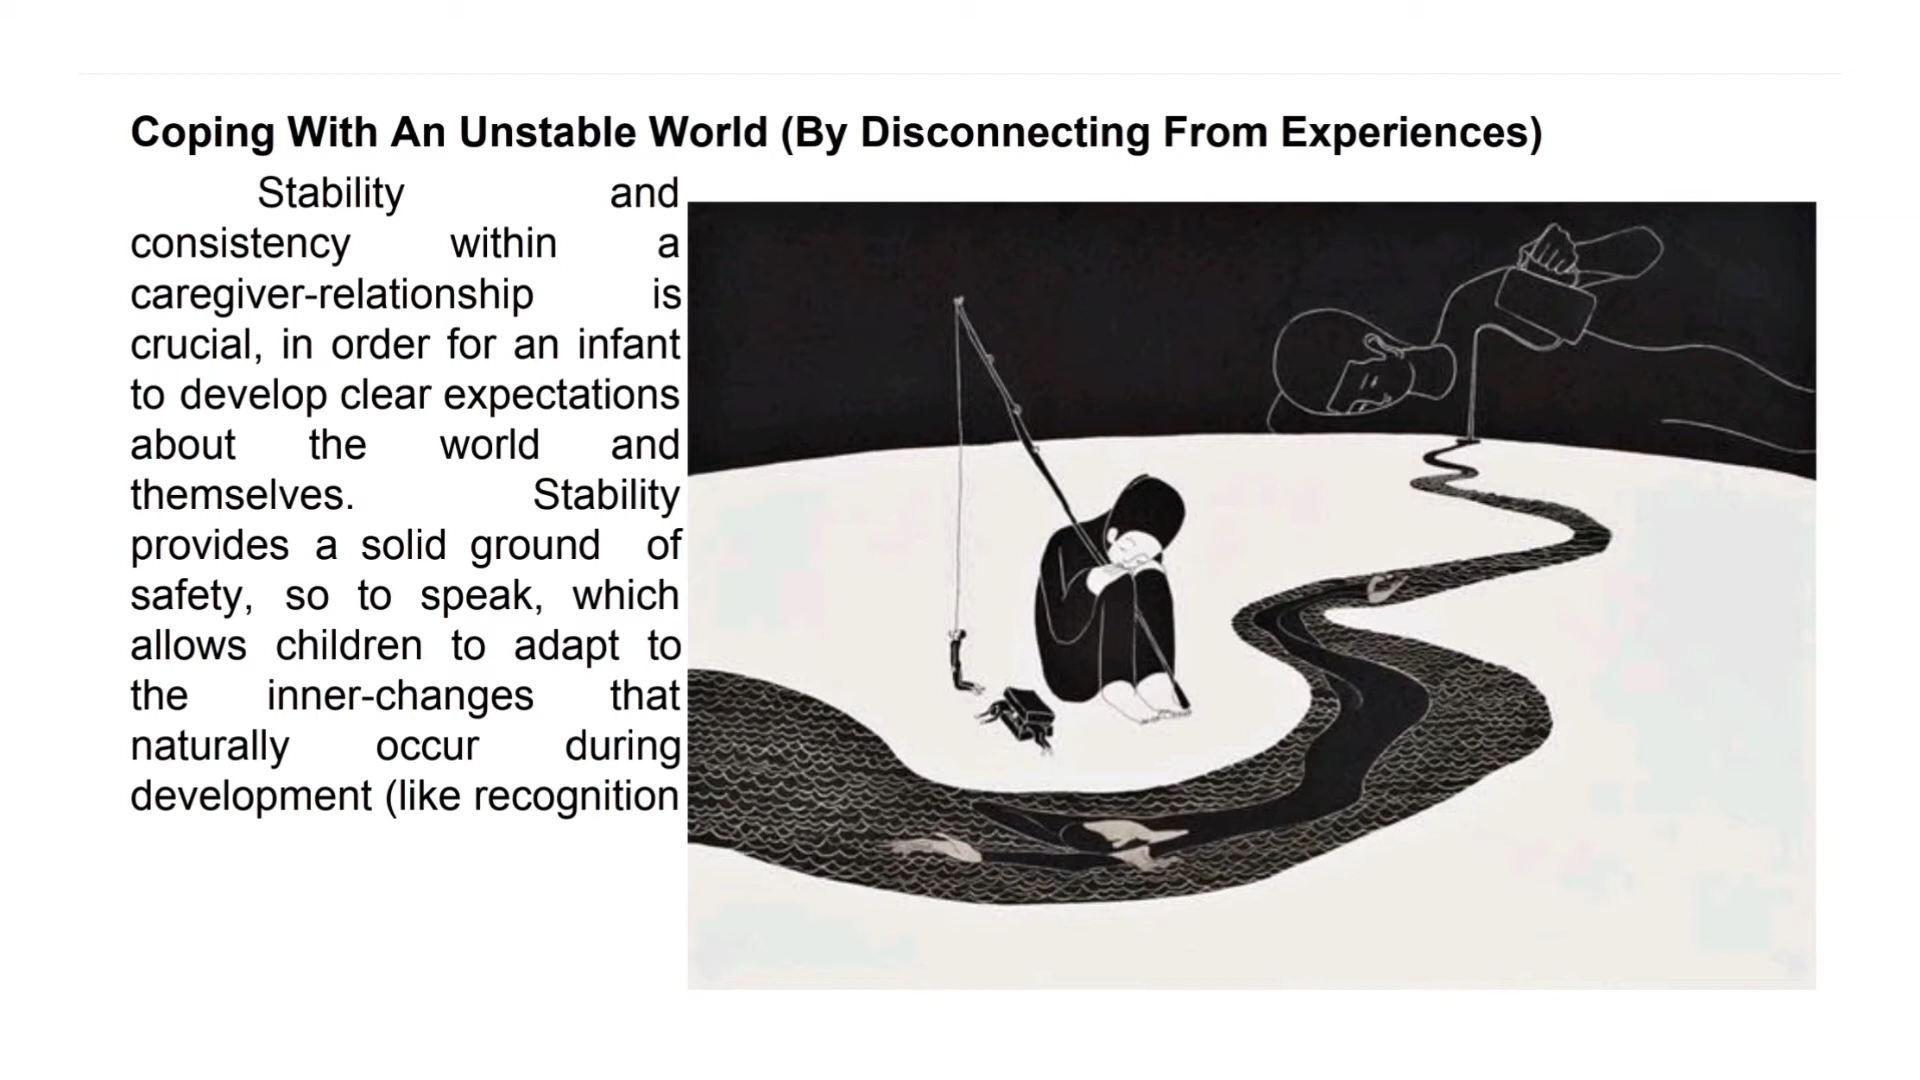 Coping With An Unstable World (By Disconnecting From Experiences)
Stability and
consistency within a
caregiver-relationship is
crucial, in order for an infant
to develop clear expectations
about the world and
themselves. Stability
provides a solid ground of
safety, so to speak, which
allows children to adapt to
the inner-changes that
naturally occur during
development (like recognition